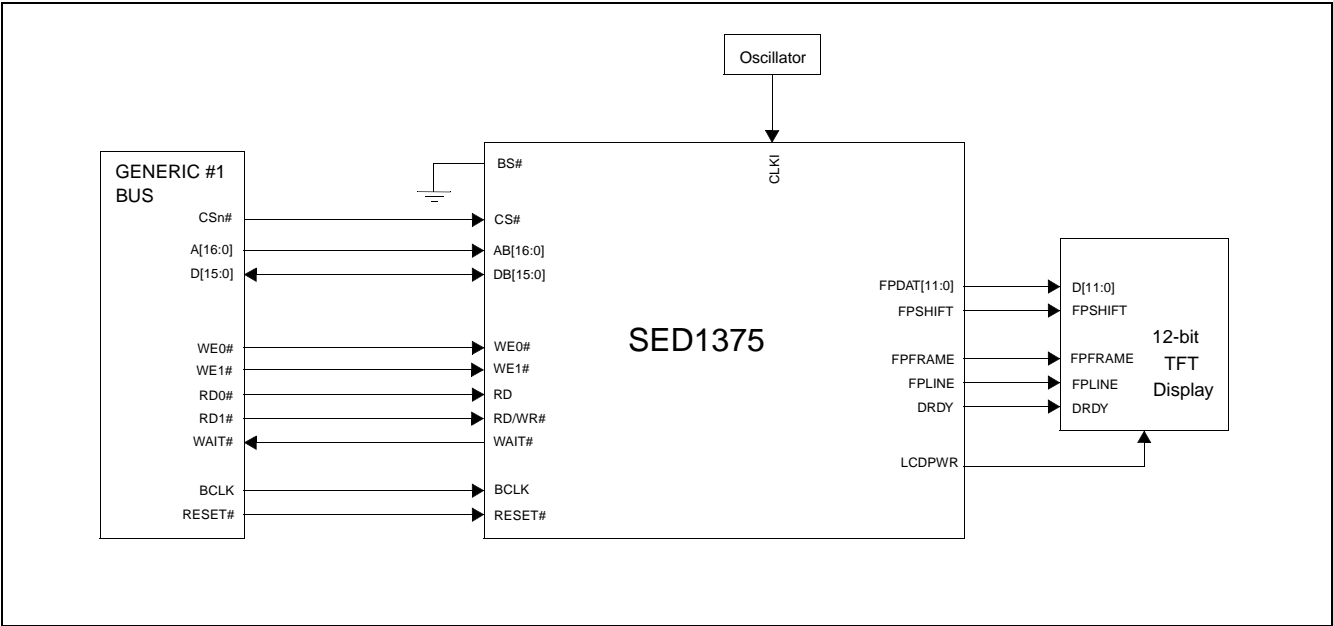 Oscillator
CLKI
GENERIC #1
BUS
CSn#
A[16:0]
D[15:0]
WE0#
WE1#
RD0#
RD1#
WAIT#
BCLK
RESET#
BS#
CS#
AB[16:0]
DB[15:0]
WE0#
WE1#
RD
RD/WR#
WAIT#
BCLK
RESET#
SED1375
FPDAT[11:0]
FPSHIFT
FPFRAME
FPLINE
DRDY
LCDPWR
D[11:0]
FPSHIFT
FPFRAME
FPLINE
DRDY
12-bit
TFT
Display